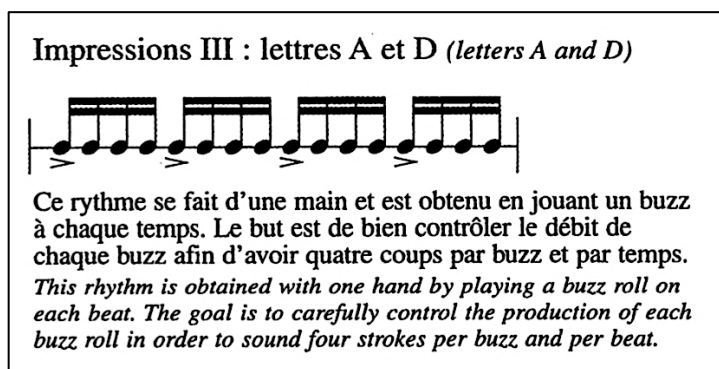 Impressions III : lettres A et D (letters A and D)
Ce rythme se fait d'une main et est obtenu en jouant un buzz
à chaque temps. Le but est de bien contrôler le débit de
chaque buzz afin d'avoir quatre coups par buzz et par temps.
This rhythm is obtained with one hand by playing a buzz roll on
each beat. The goal is to carefully control the production of each
buzz roll in order to sound four strokes per buzz and per beat.